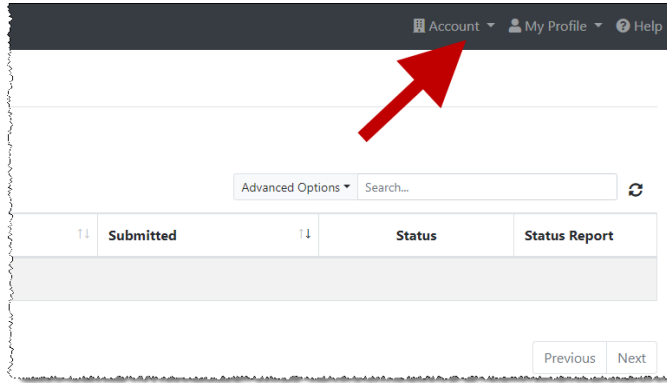 Account My Profile Help
Advanced Options Search...
Submitted Status Status Report
Previous Next